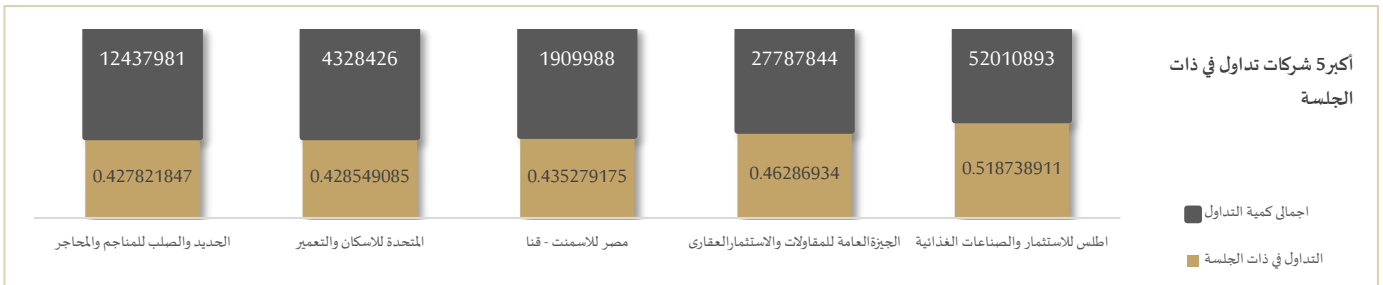 أكبر5 شركات تداول في ذات
الجلسة
52010893
27787844
1909988
4328426
12437981
0.518738911
0.46286934
0.435279175
0.428549085
0.427821847
اطلس للاستثمار والصناعات الغذائية
الجيزةالعامة للمقاولات والاستثمارالعقارى
مصر للاسمنت - قنا
المتحدة للاسكان والتعمير
الحديد والصلب للمناجم والمحاجر
اجمالى كمية التداول
التداول في ذات الجلسة